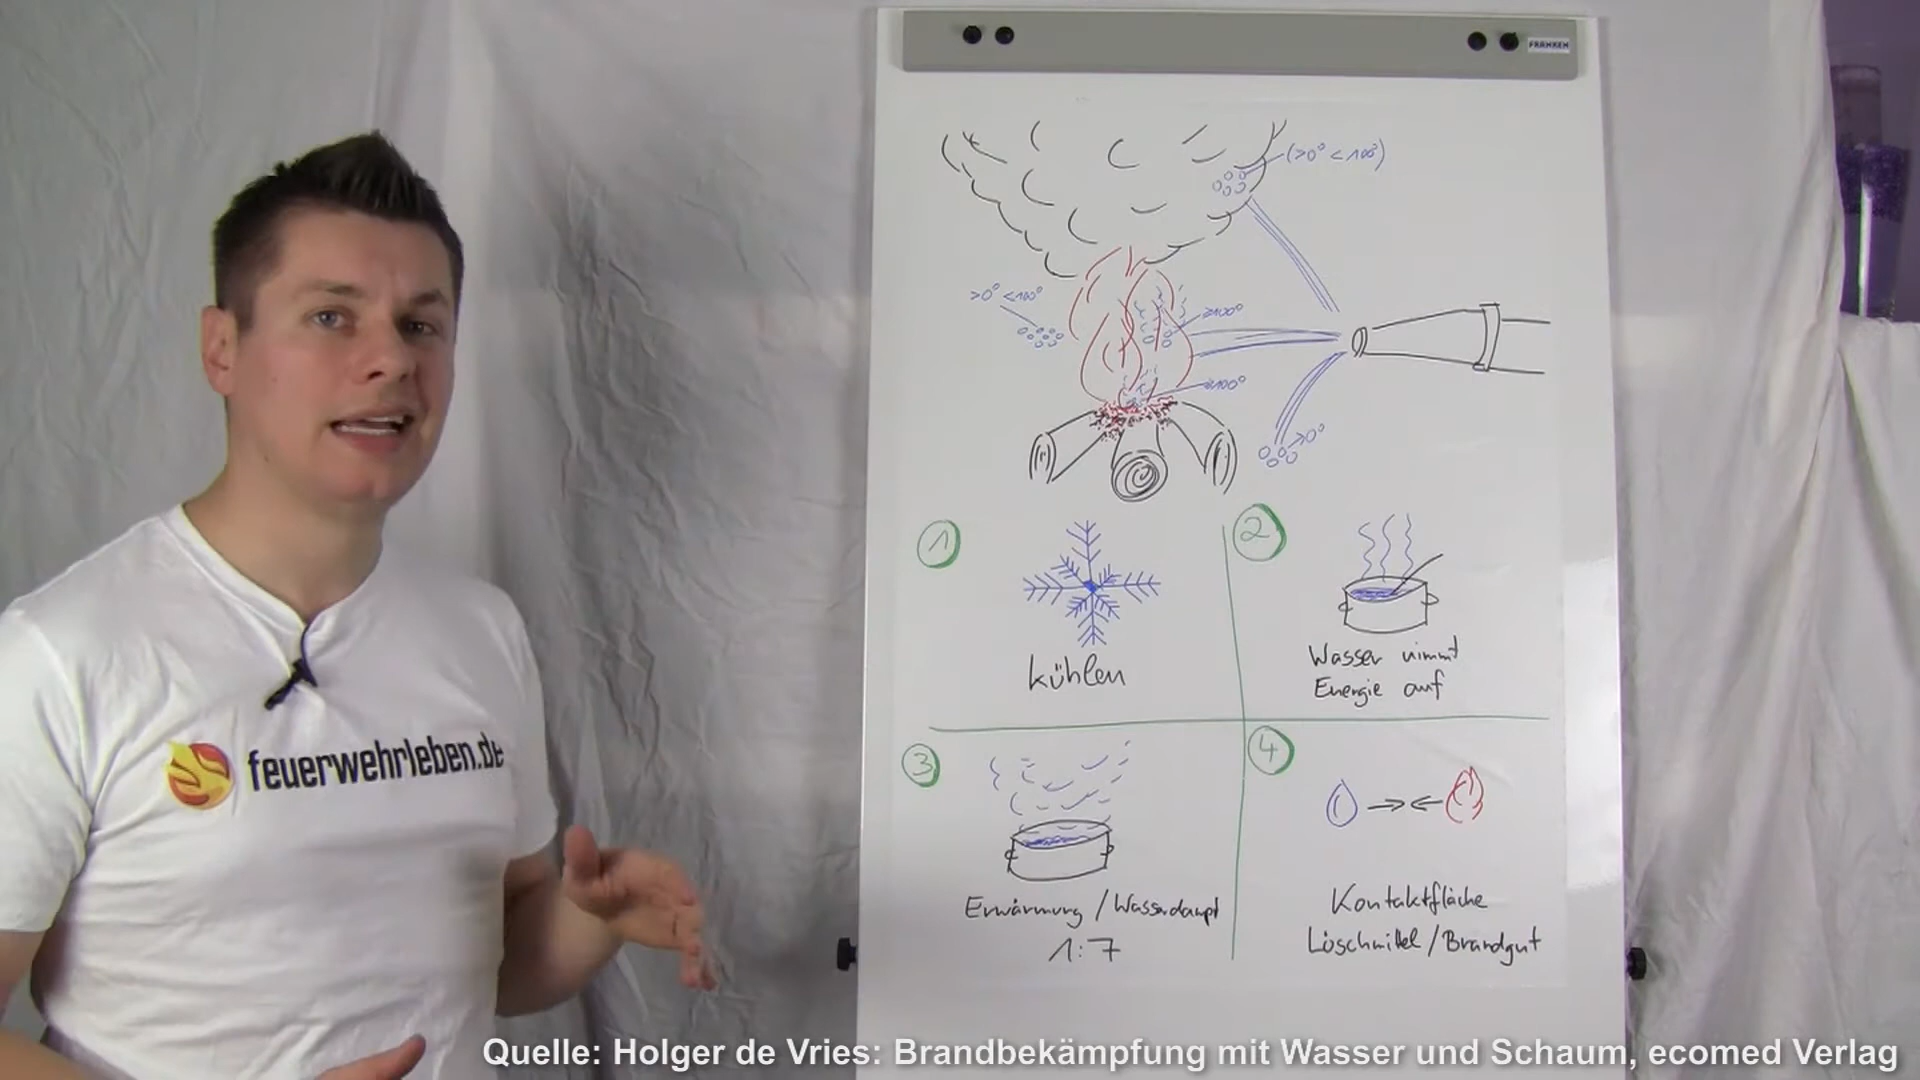 FRANKEN
(>0° <100°)
>0° <100°
≥100°
≥100°
>0°
1
2
kühlen
Wasser nimmt
Energie auf
3
4
Erwärmung / Wasserdampf
1:7
Kontaktfläche
Löschmittel / Brandgut
feuerwehrleben.de
Quelle: Holger de Vries: Brandbekämpfung mit Wasser und Schaum, ecomed Verlag